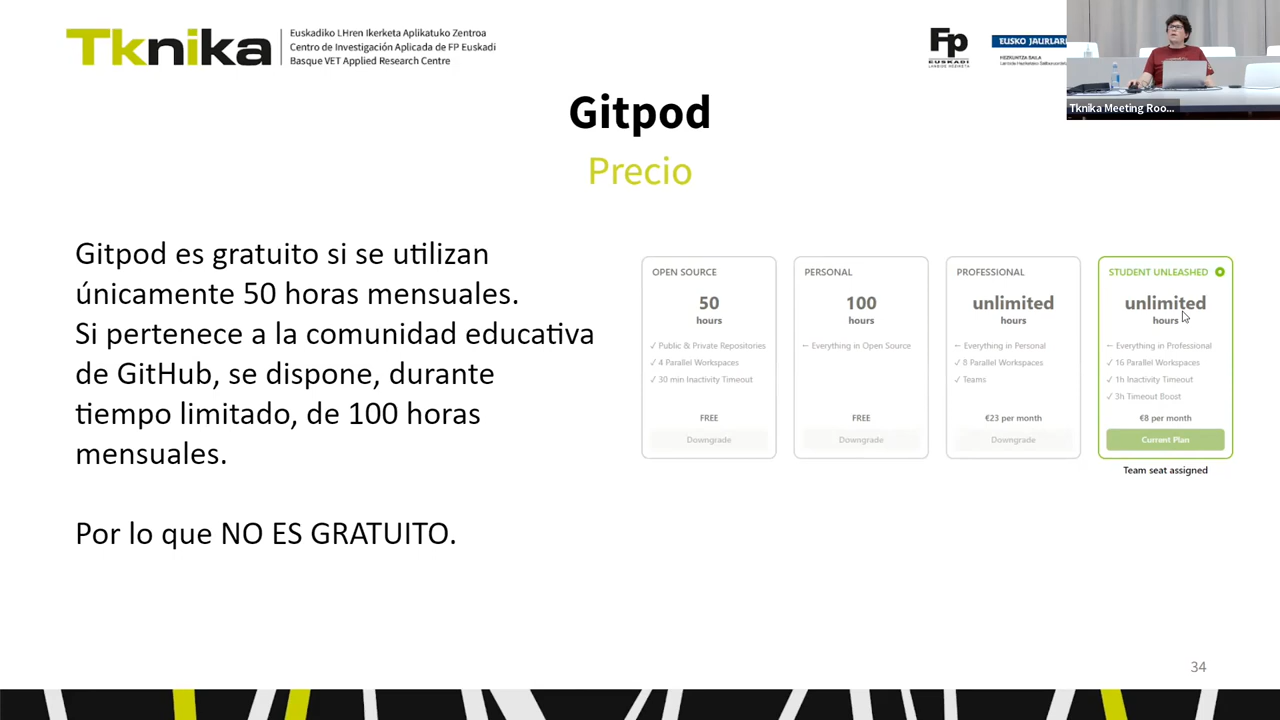 Tknika
Euskadiko LHren Ikerketa Aplikatuko Zentroa
Centro de Investigación Aplicada de FP Euskadi
Basque VET Applied Research Centre
Fp
EUSKADI
LANBIDE HEZIKETA
EUSKO JAURLARI
HEZKUNTZA SAILA
Tknika Meeting Roo...
Gitpod
Precio
Gitpod es gratuito si se utilizan
únicamente 50 horas mensuales.
Si pertenece a la comunidad educativa
de GitHub, se dispone, durante
tiempo limitado, de 100 horas
mensuales.
Por lo que NO ES GRATUITO.
OPEN SOURCE
50
hours
✓ Public & Private Repositories
✓ 4 Parallel Workspaces
✓ 30 min Inactivity Timeout
FREE
Downgrade
PERSONAL
100
hours
← Everything in Open Source
FREE
Downgrade
PROFESSIONAL
unlimited
hours
← Everything in Personal
✓ 8 Parallel Workspaces
✓ Teams
€23 per month
Downgrade
STUDENT UNLEASHED
unlimited
hours
← Everything in Professional
✓ 16 Parallel Workspaces
✓ 1h Inactivity Timeout
✓ 3h Timeout Boost
€8 per month
Current Plan
Team seat assigned
34